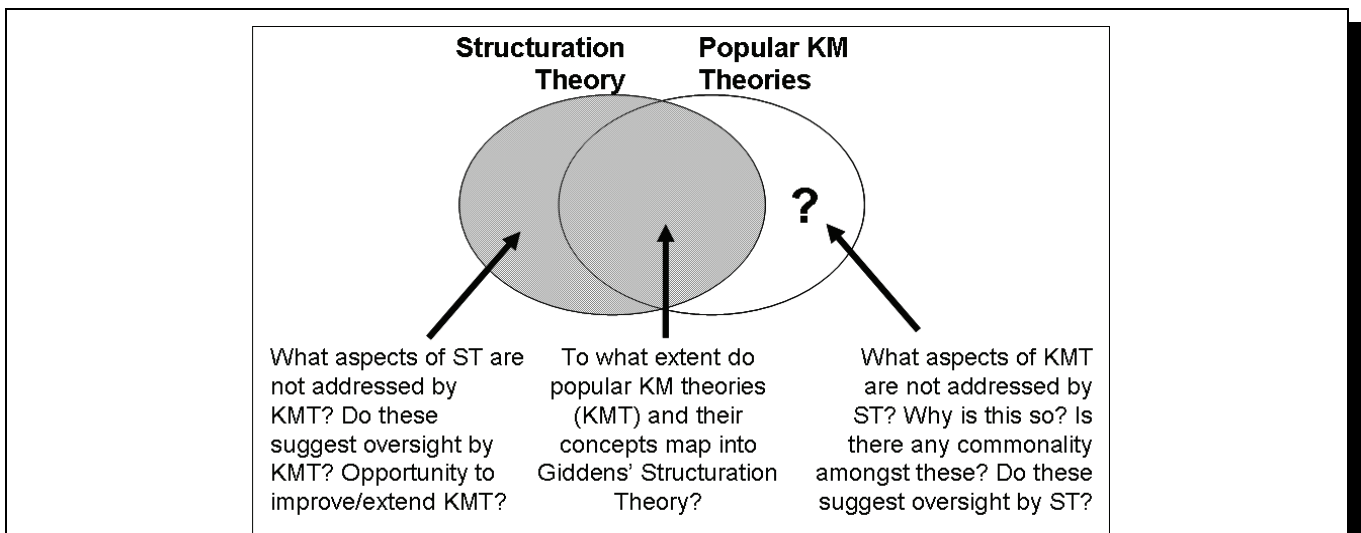 Structuration
Theory
Popular KM
Theories
?
What aspects of ST are
not addressed by
KMT? Do these
suggest oversight by
KMT? Opportunity to
improve/extend KMT?
To what extent do
popular KM theories
(KMT) and their
concepts map into
Giddens' Structuration
Theory?
What aspects of KMT
are not addressed by
ST? Why is this so? Is
there any commonality
amongst these? Do these
suggest oversight by ST?